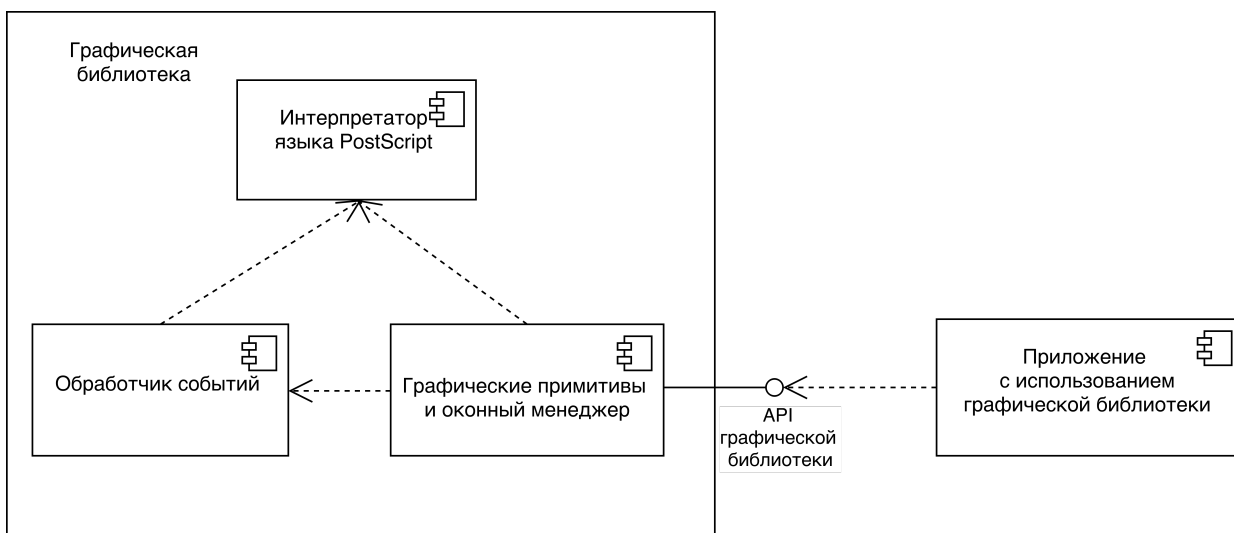 Графическая
библиотека
Интерпретатор
языка PostScript
Обработчик событий
Графические примитивы
и оконный менеджер
API
графической
библиотеки
Приложение
с использованием
графической библиотеки